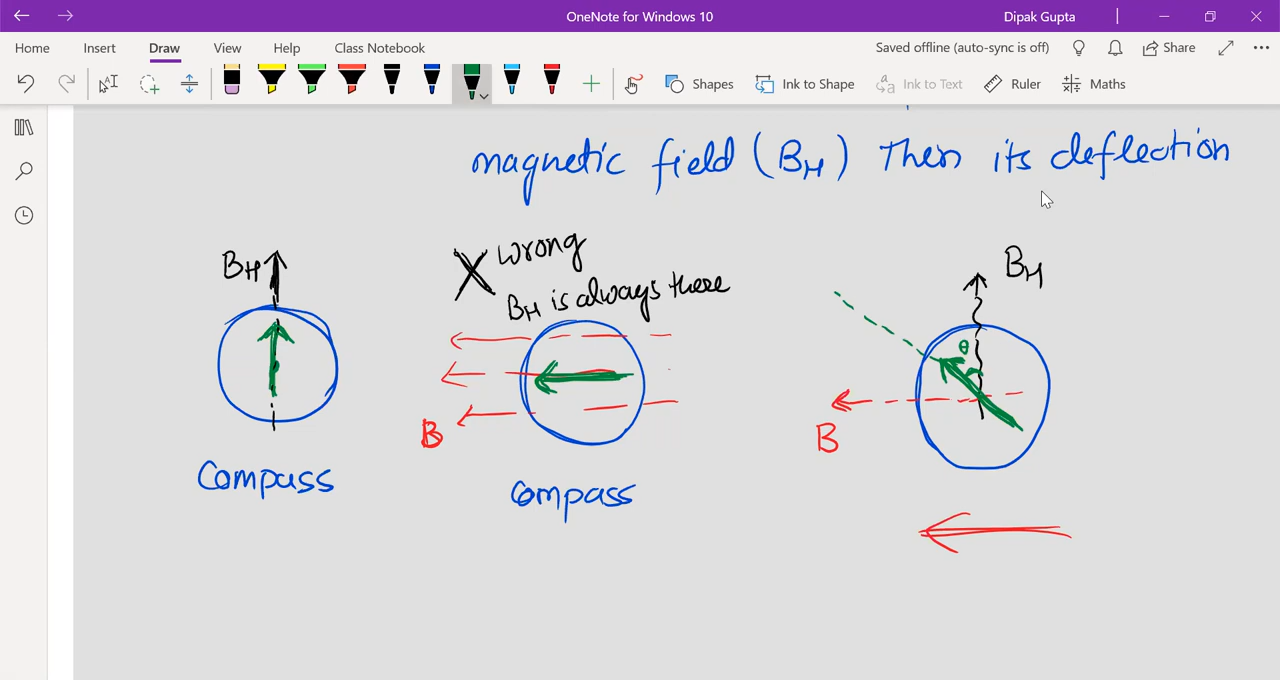 OneNote for Windows 10
Dipak Gupta
Home Insert Draw View Help Class Notebook
Saved offline (auto-sync is off) Share
Shapes Ink to Shape Ink to Text Ruler Maths
magnetic field (BH) Then its deflection
BH
wrong
BH is always there
BH
θ
B
B
Compass
Compass